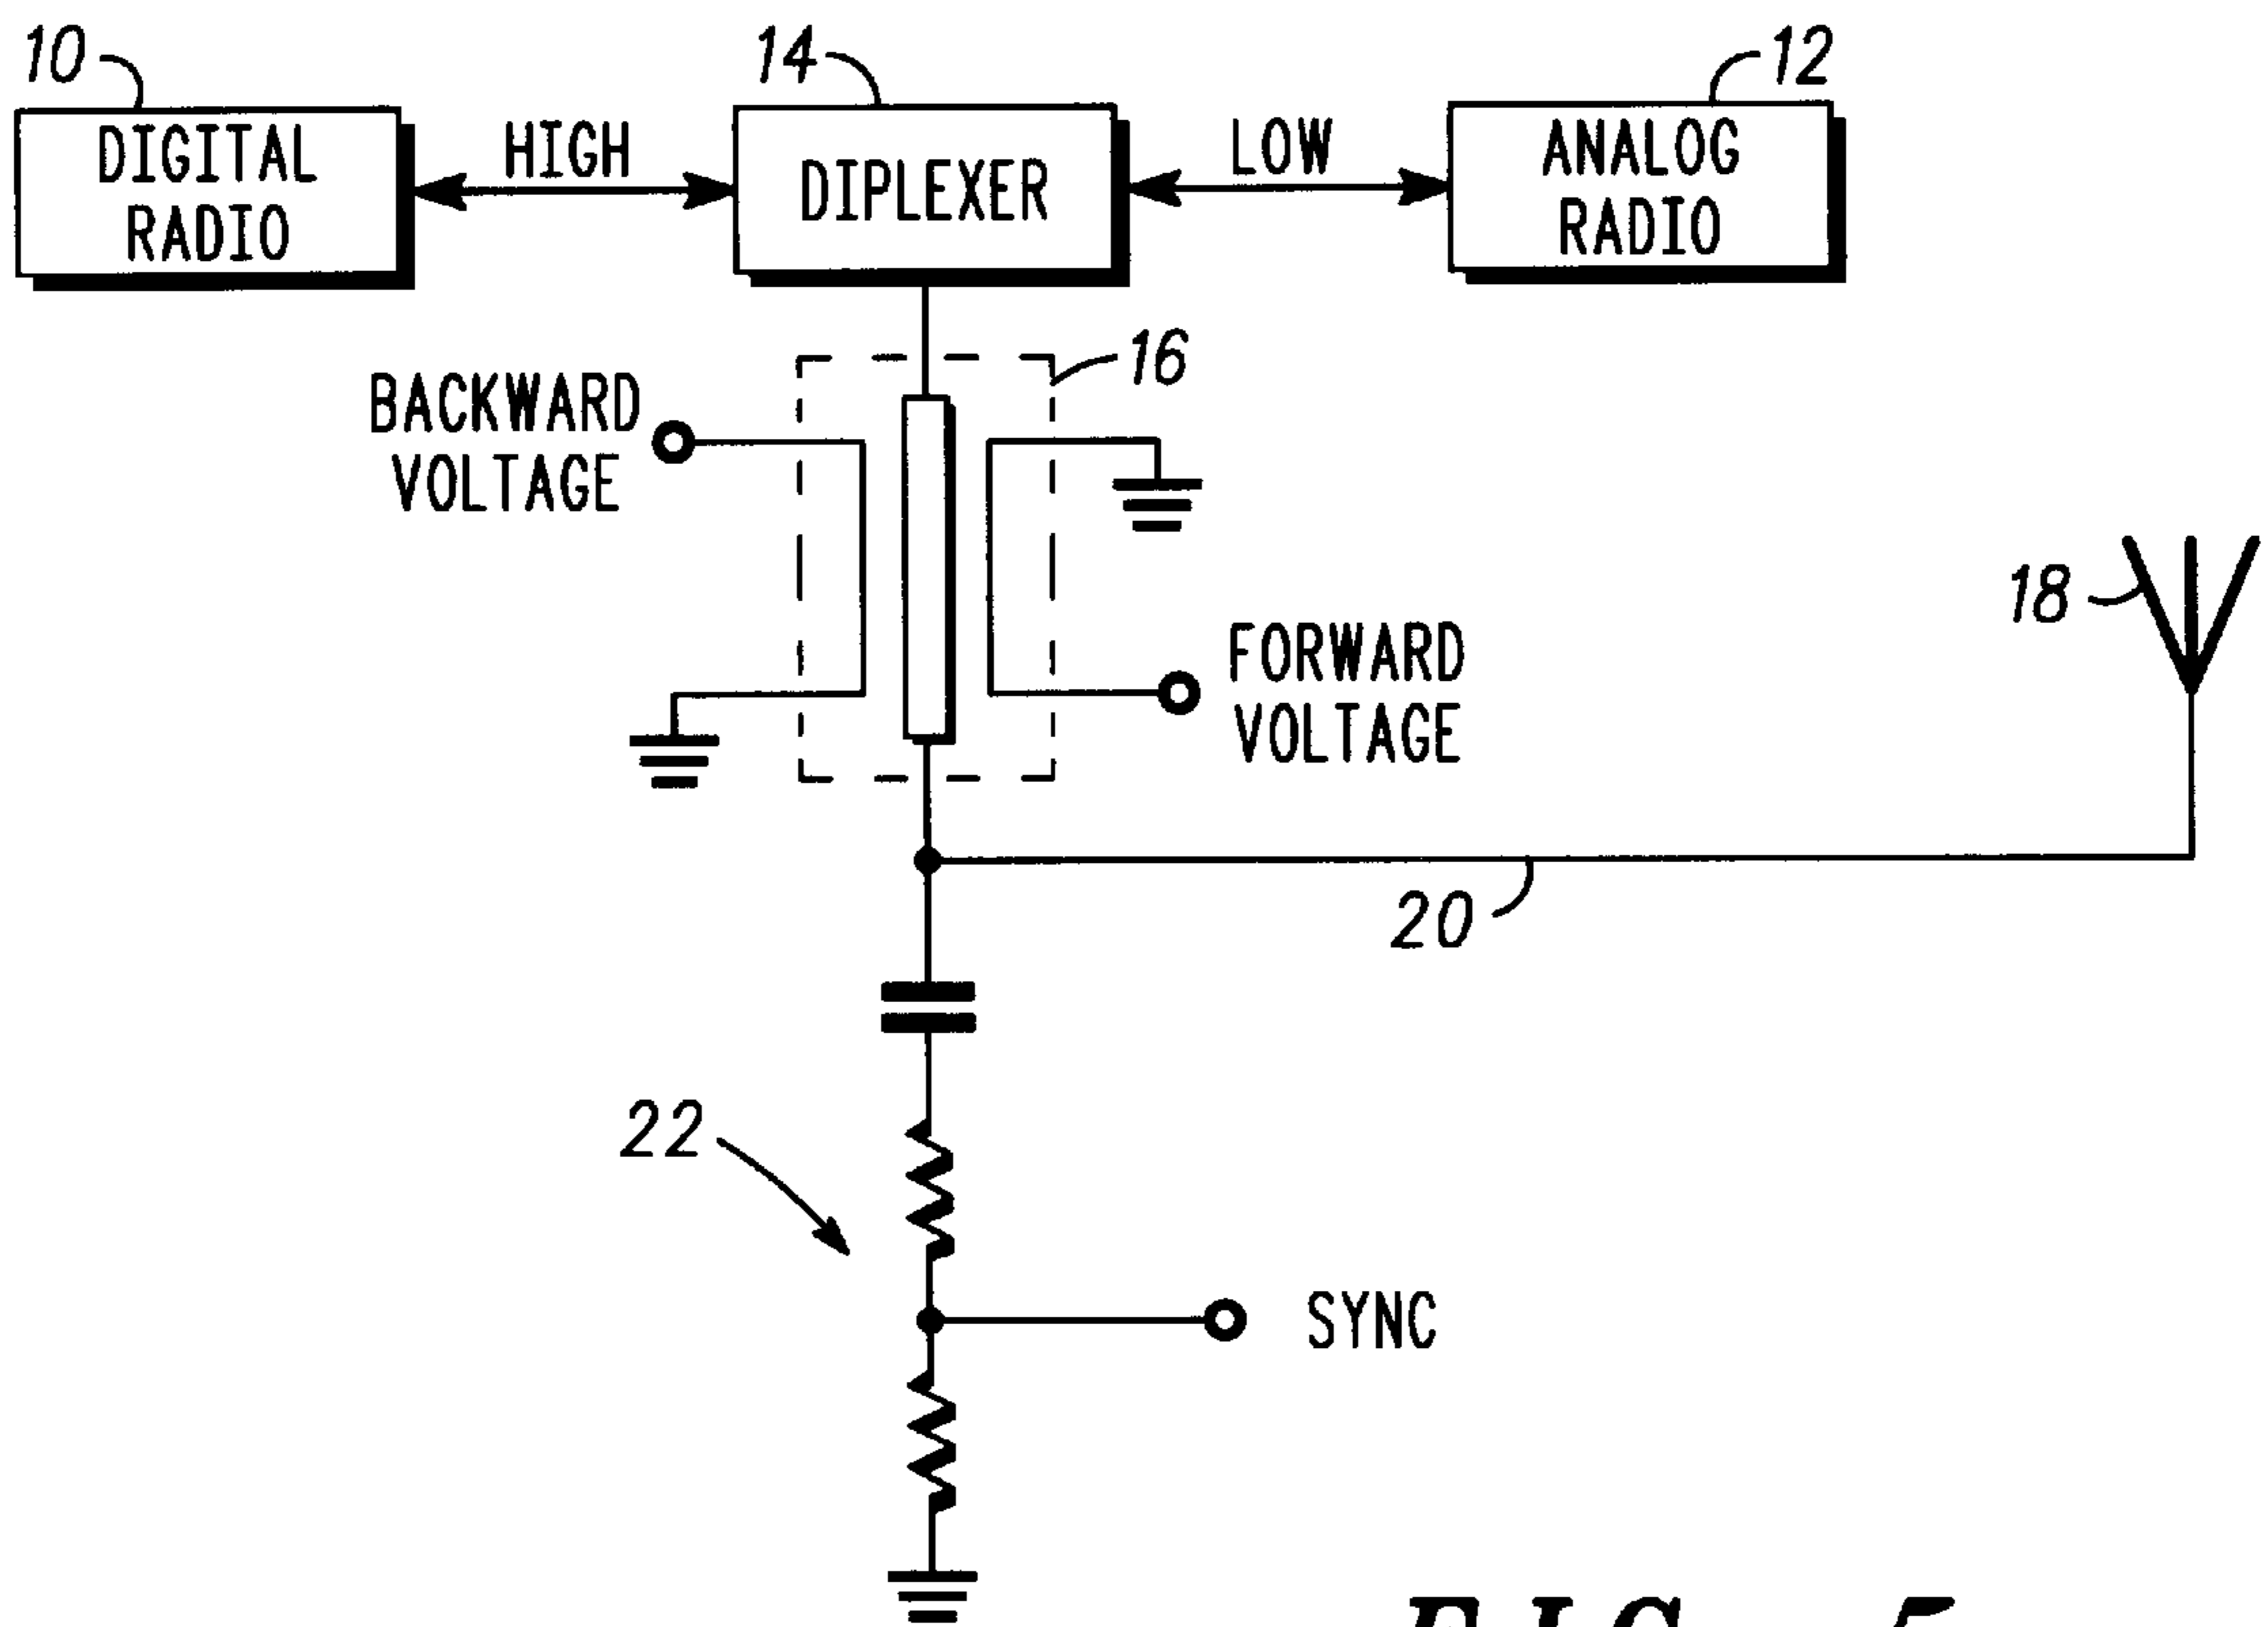 10
14
12
DIGITAL
RADIO
HIGH
DIPLEXER
LOW
ANALOG
RADIO
16
BACKWARD
VOLTAGE
18
FORWARD
VOLTAGE
20
22
SYNC